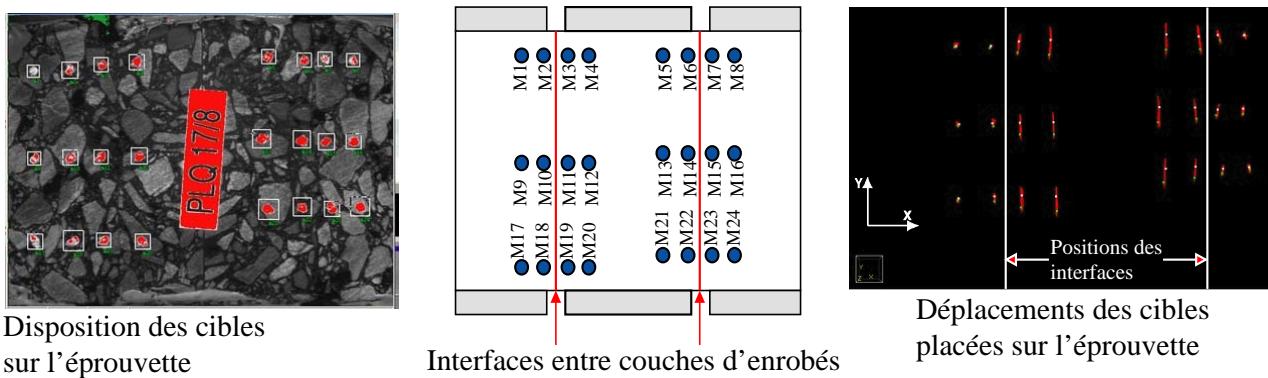 PLQ 17/8
Disposition des cibles
sur l’éprouvette
M1
M2
M3
M4
M5
M6
M7
M8
M9
M10
M11
M12
M13
M14
M15
M16
M17
M18
M19
M20
M21
M22
M23
M24
Interfaces entre couches d’enrobés
Y
X
Positions des
interfaces
Y
Z
X
Déplacements des cibles
placées sur l’éprouvette